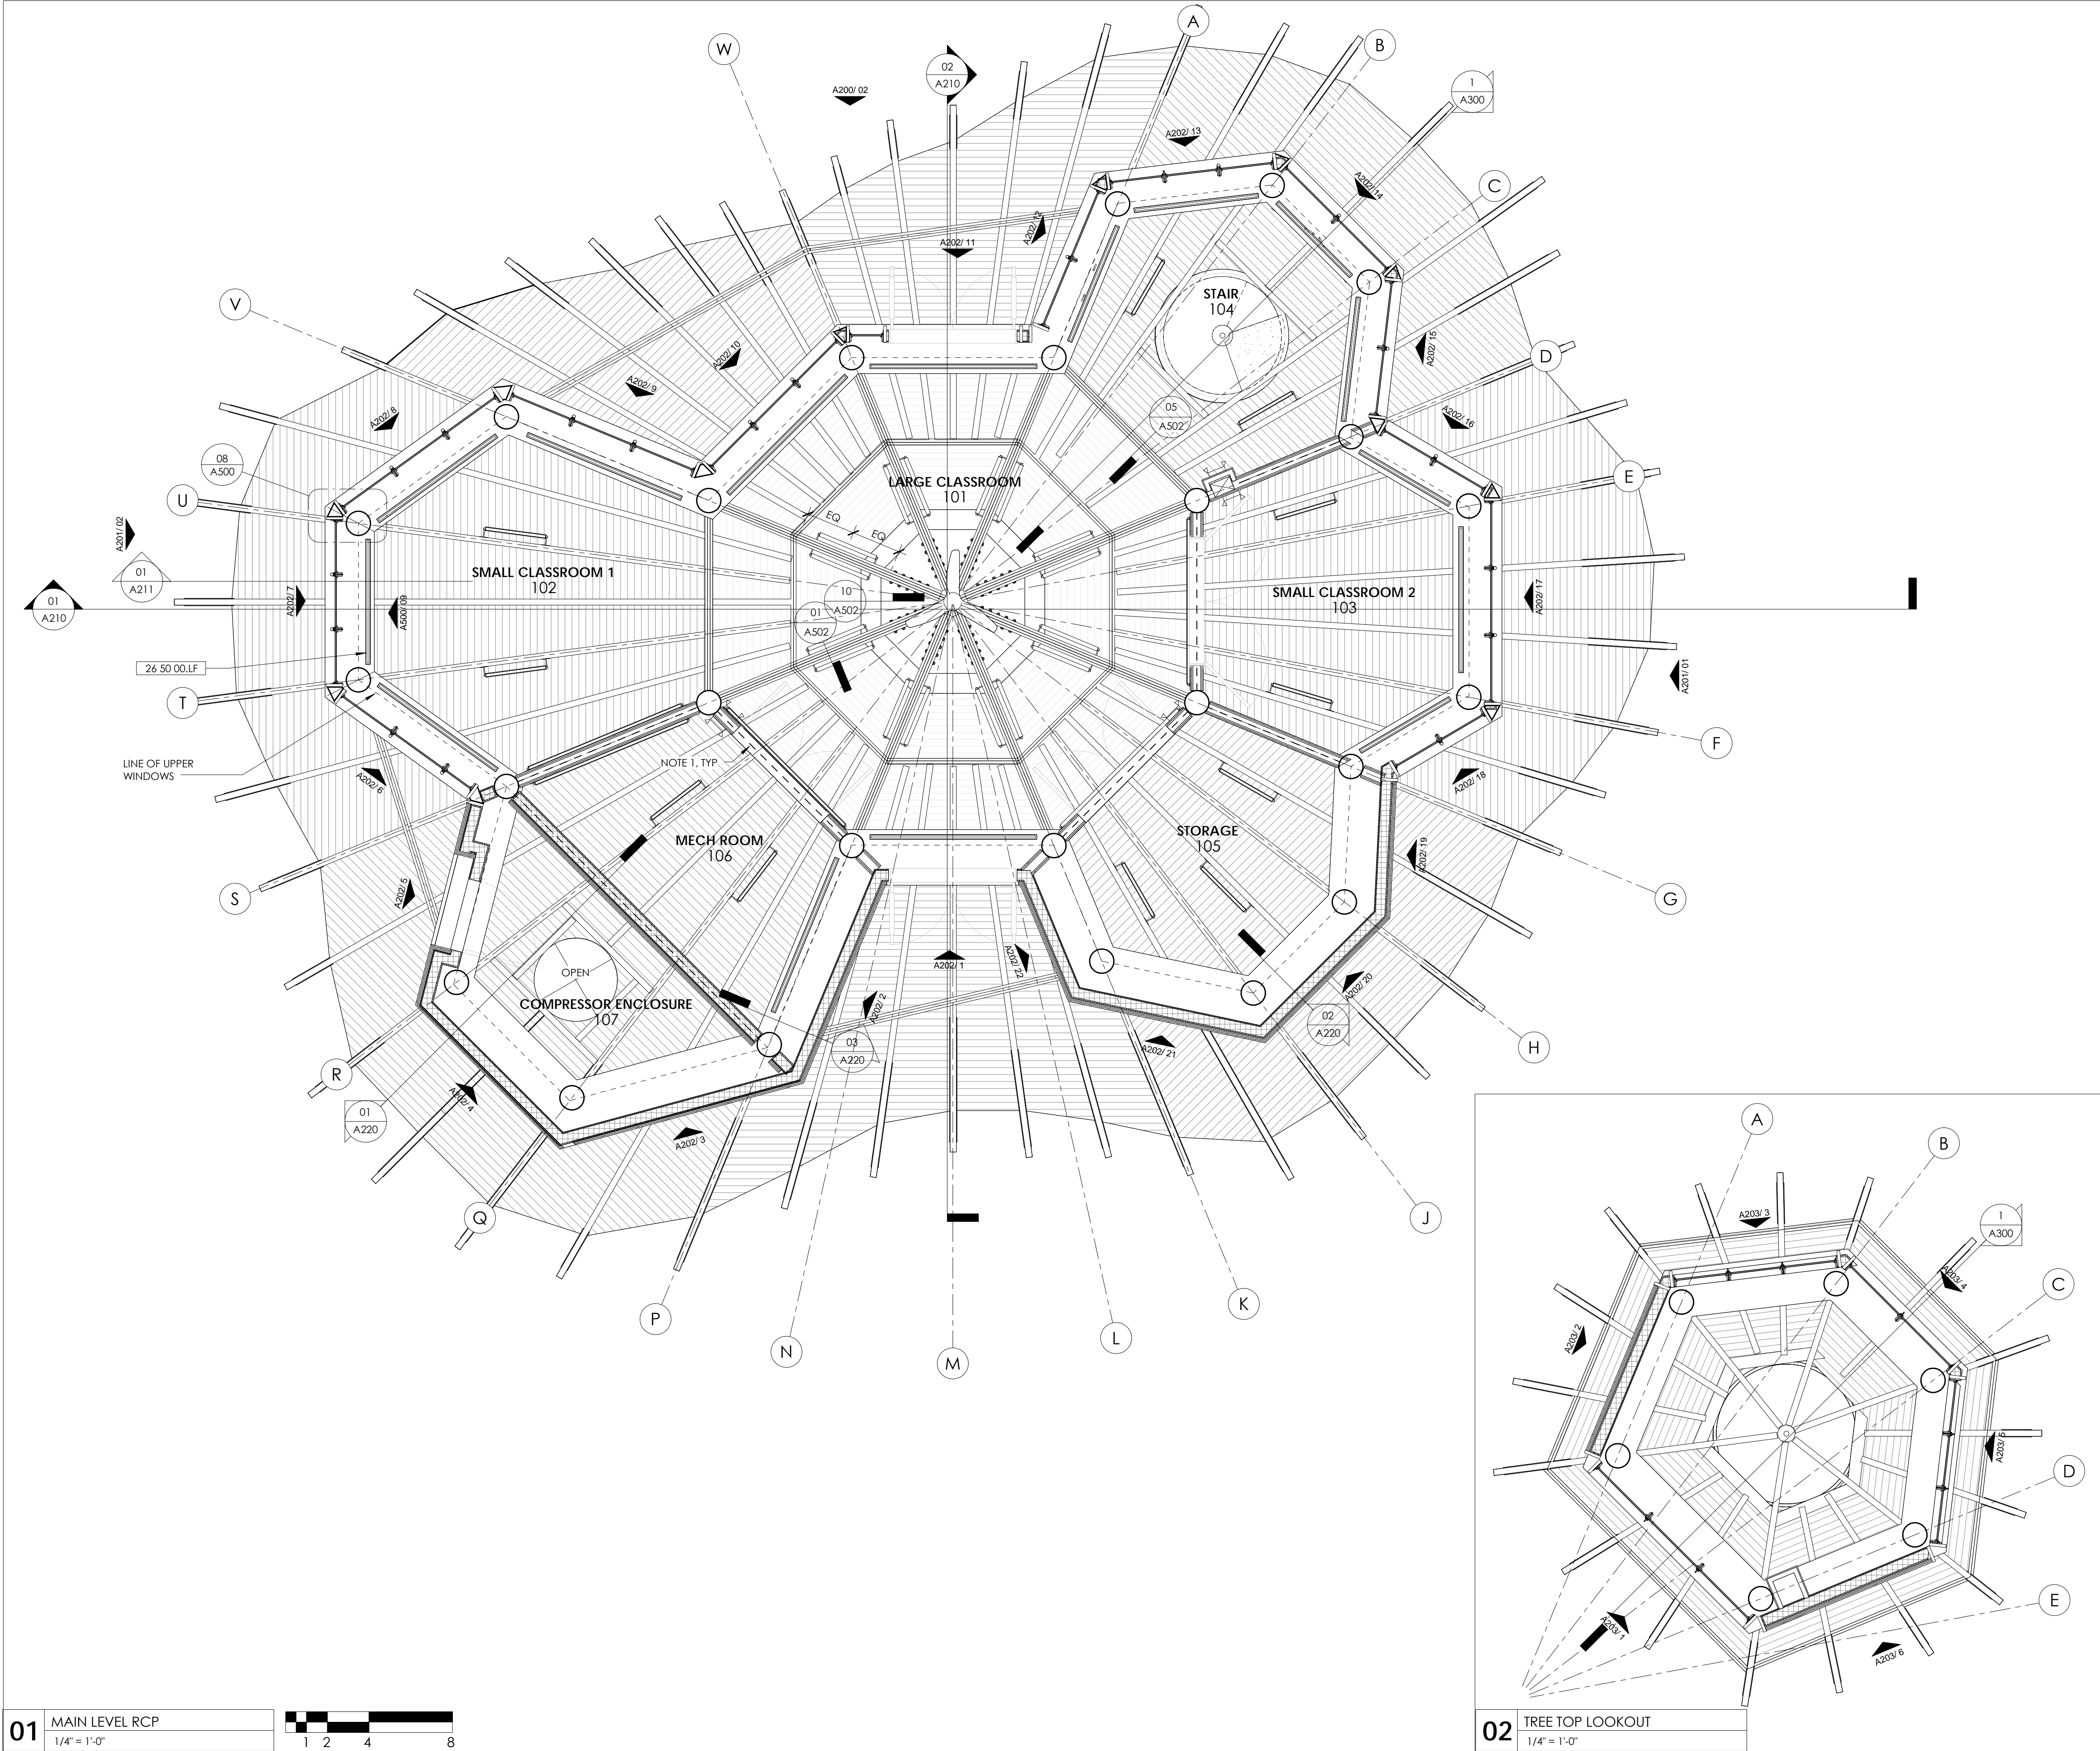 A
W
B
02
A210
1
A300
A200/ 02
A202/ 13
A202/ 14
C
A202/ 12
A202/ 11
STAIR
104
V
A202/ 15
A202/ 10
D
A202/ 9
05
A502
A202/ 8
A202/ 16
08
A500
LARGE CLASSROOM
101
E
U
EQ
EQ
A201/ 02
01
A211
SMALL CLASSROOM 1
102
SMALL CLASSROOM 2
103
10
A502
01
A210
A202/ 7
A500/ 09
01
A502
A202/ 17
26 50 00.LF
A201/ 01
T
F
LINE OF UPPER
WINDOWS
NOTE 1, TYP
A202/ 6
A202/ 18
MECH ROOM
106
STORAGE
105
A202/ 19
S
G
A202/ 5
A202/ 1
A202/ 22
OPEN
A202/ 20
COMPRESSOR ENCLOSURE
107
A202/ 2
02
A220
03
A220
A202/ 21
H
R
A202/ 4
01
A220
A202/ 3
Q
J
P
K
N
M
L
A
B
A203/ 3
1
A300
A203/ 4
C
A203/ 2
A203/ 5
D
E
A203/ 1
A203/ 6
01
MAIN LEVEL RCP
1/4" = 1'-0"
1 2 4 8
02
TREE TOP LOOKOUT
1/4" = 1'-0"